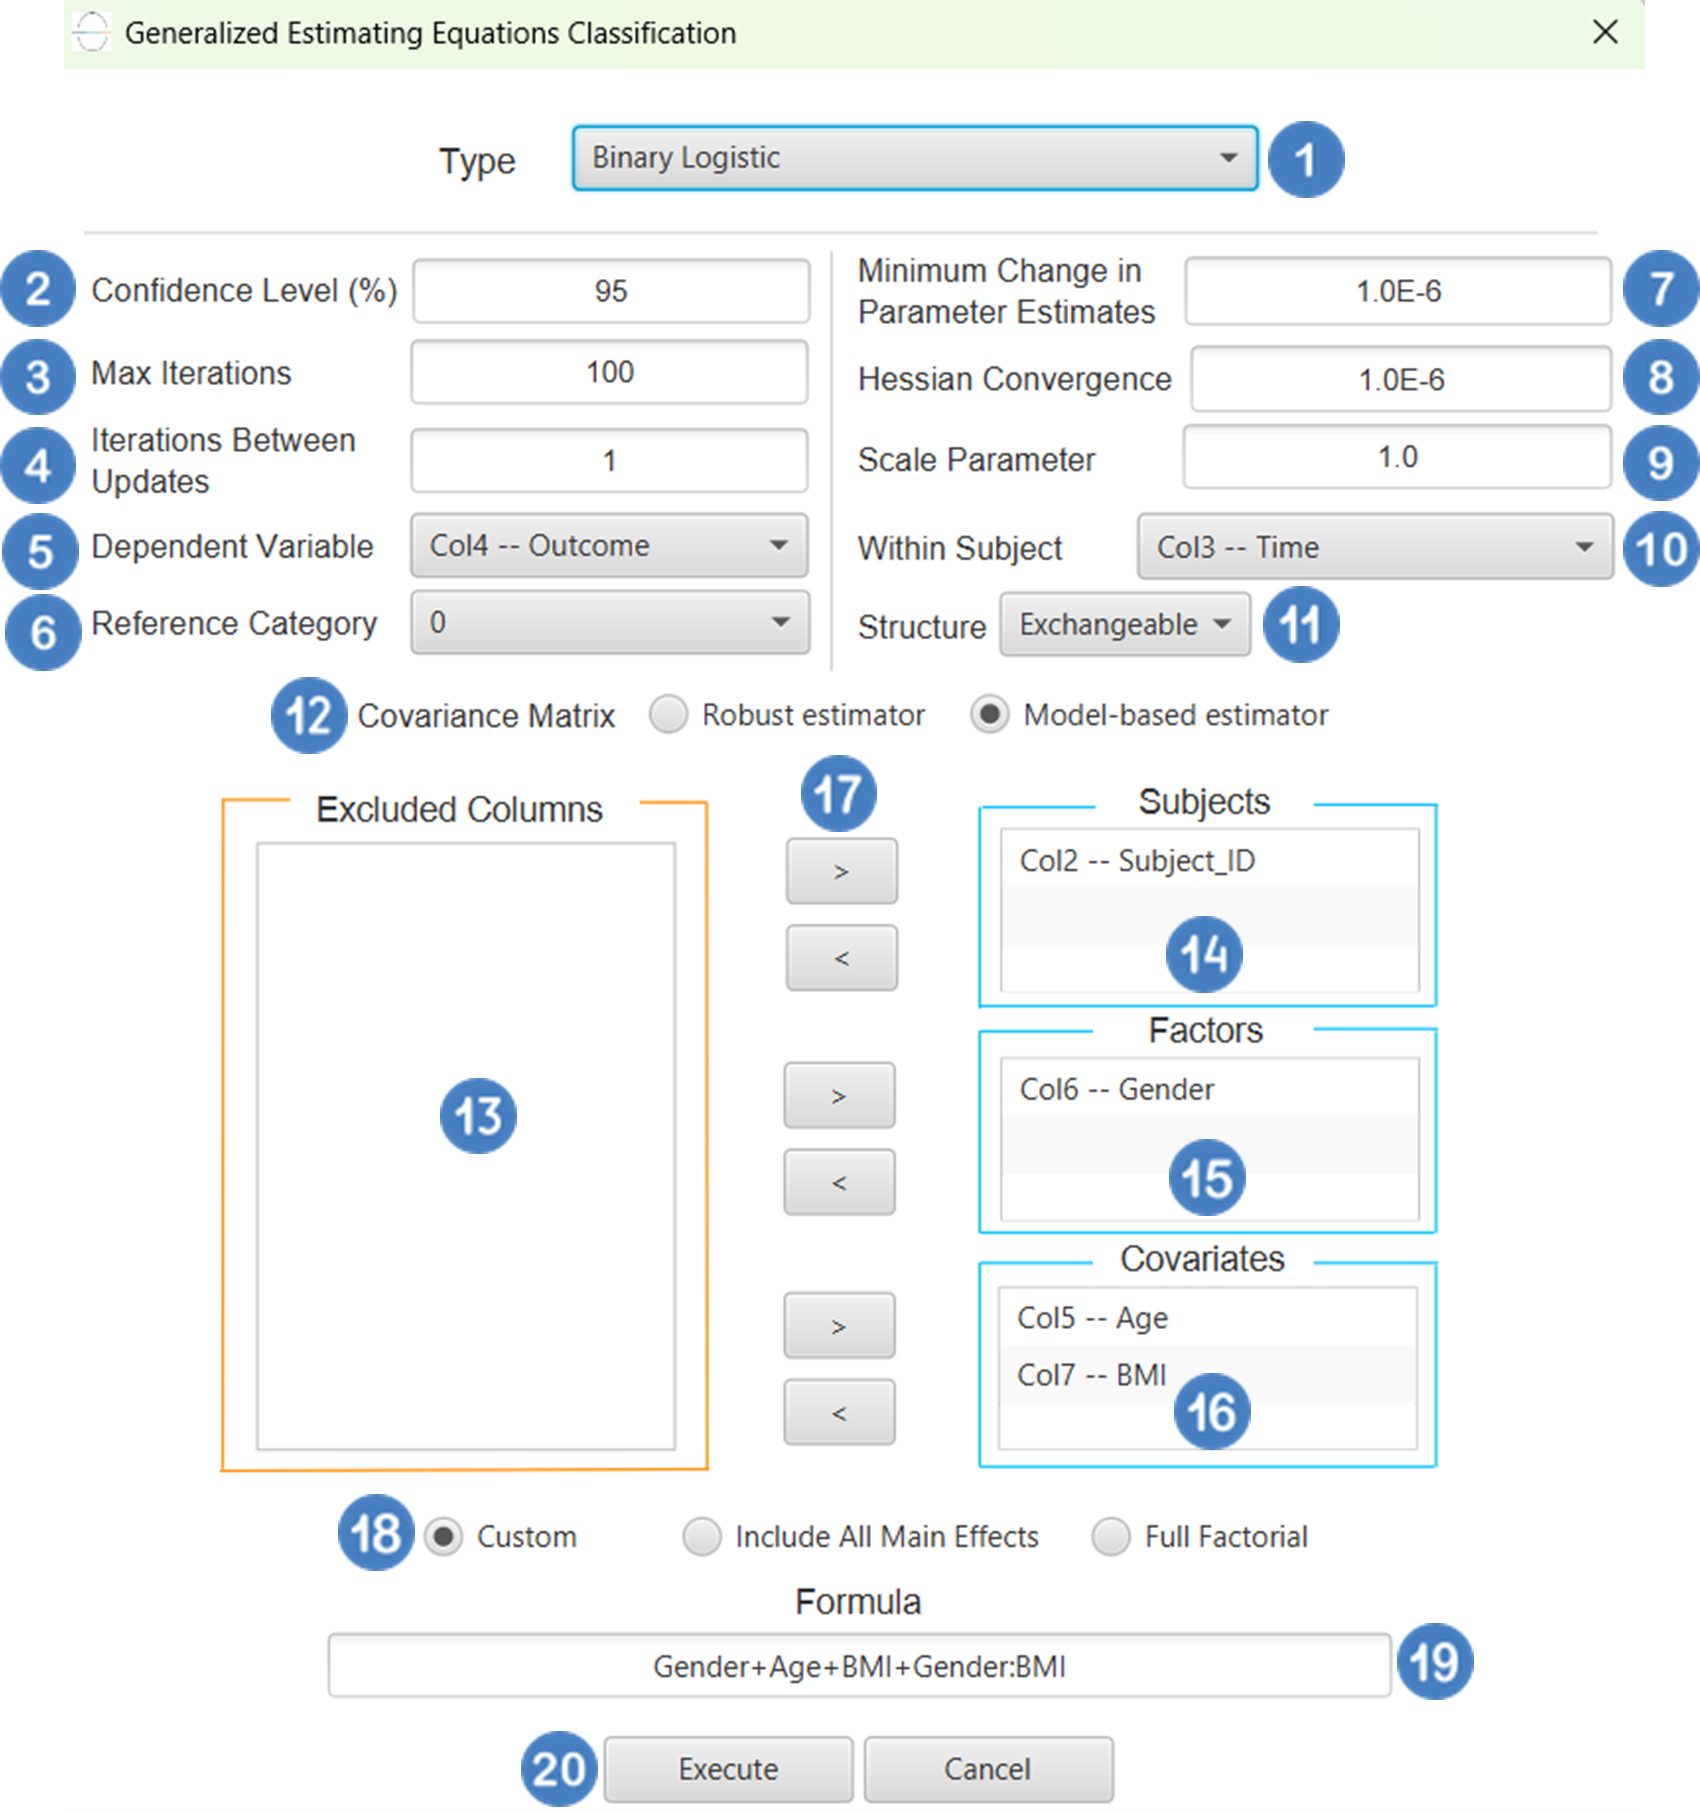 Generalized Estimating Equations Classification
Type Binary Logistic 1
2 Confidence Level (%) 95
3 Max Iterations 100
4 Iterations Between
Updates 1
5 Dependent Variable Col4 -- Outcome
6 Reference Category 0
Minimum Change in
Parameter Estimates 1.0E-6 7
Hessian Convergence 1.0E-6 8
Scale Parameter 1.0 9
Within Subject Col3 -- Time 10
Structure Exchangeable 11
12 Covariance Matrix Robust estimator Model-based estimator
Excluded Columns
13
17
>
<
>
<
>
<
Subjects
Col2 -- Subject_ID
14
Factors
Col6 -- Gender
15
Covariates
Col5 -- Age
Col7 -- BMI
16
18 Custom Include All Main Effects Full Factorial
Formula
Gender+Age+BMI+Gender:BMI 19
20 Execute Cancel